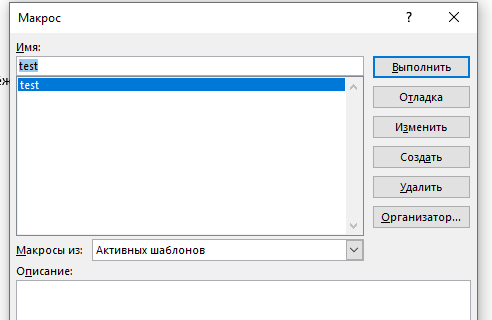 Макрос
?
Имя:
test
Выполнить
test
Отладка
Изменить
Создать
Удалить
Организатор...
Макросы из:
Активных шаблонов
Описание: